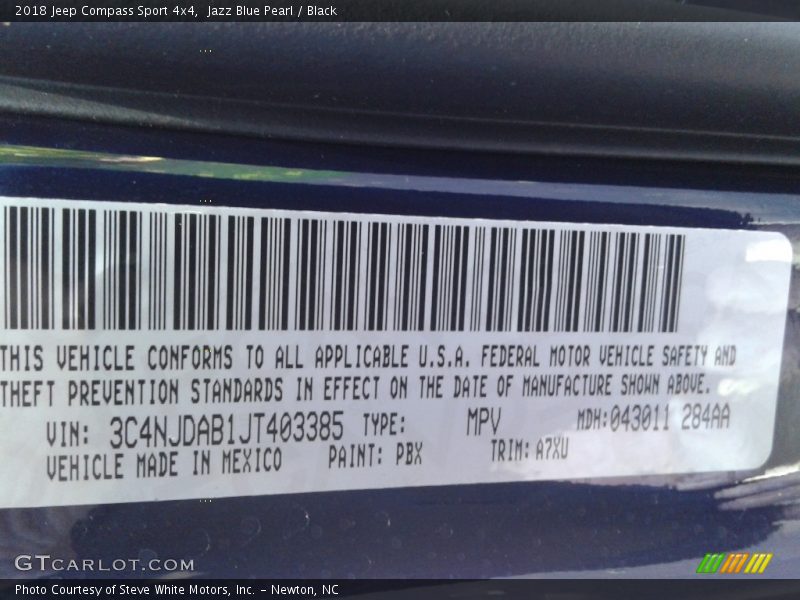 2018 Jeep Compass Sport 4x4, Jazz Blue Pearl / Black
THIS VEHICLE CONFORMS TO ALL APPLICABLE U.S.A. FEDERAL MOTOR VEHICLE SAFETY AND
THEFT PREVENTION STANDARDS IN EFFECT ON THE DATE OF MANUFACTURE SHOWN ABOVE.
VIN: 3C4NJDAB1JT403385 TYPE: MPV MDH:043011 284AA
VEHICLE MADE IN MEXICO PAINT: PBX TRIM: A7XU
GTCARLOT.COM
Photo Courtesy of Steve White Motors, Inc. – Newton, NC